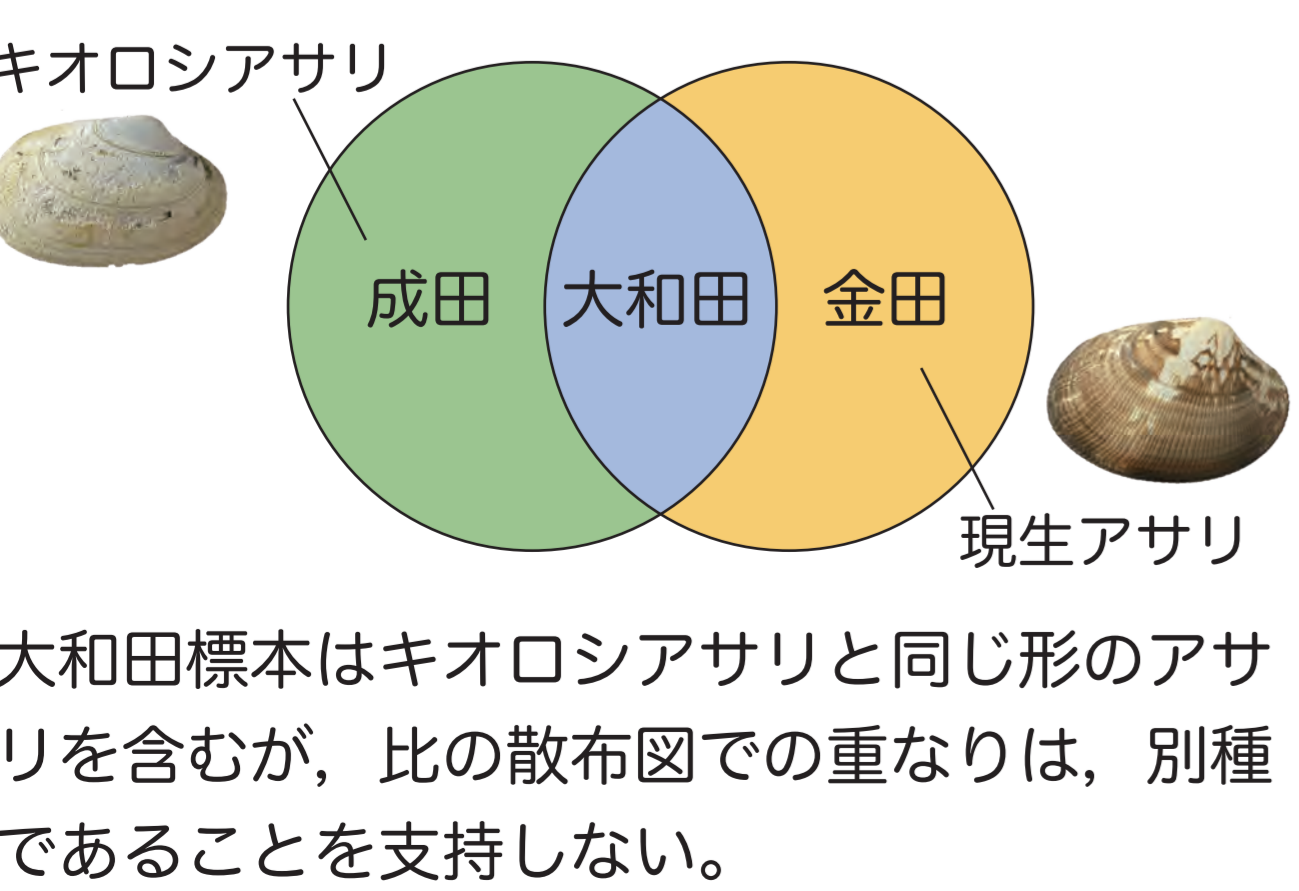 キオロシアサリ
成田 大和田 金田
現生アサリ
大和田標本はキオロシアサリと同じ形のアサ
リを含むが，比の散布図での重なりは，別種
であることを支持しない。